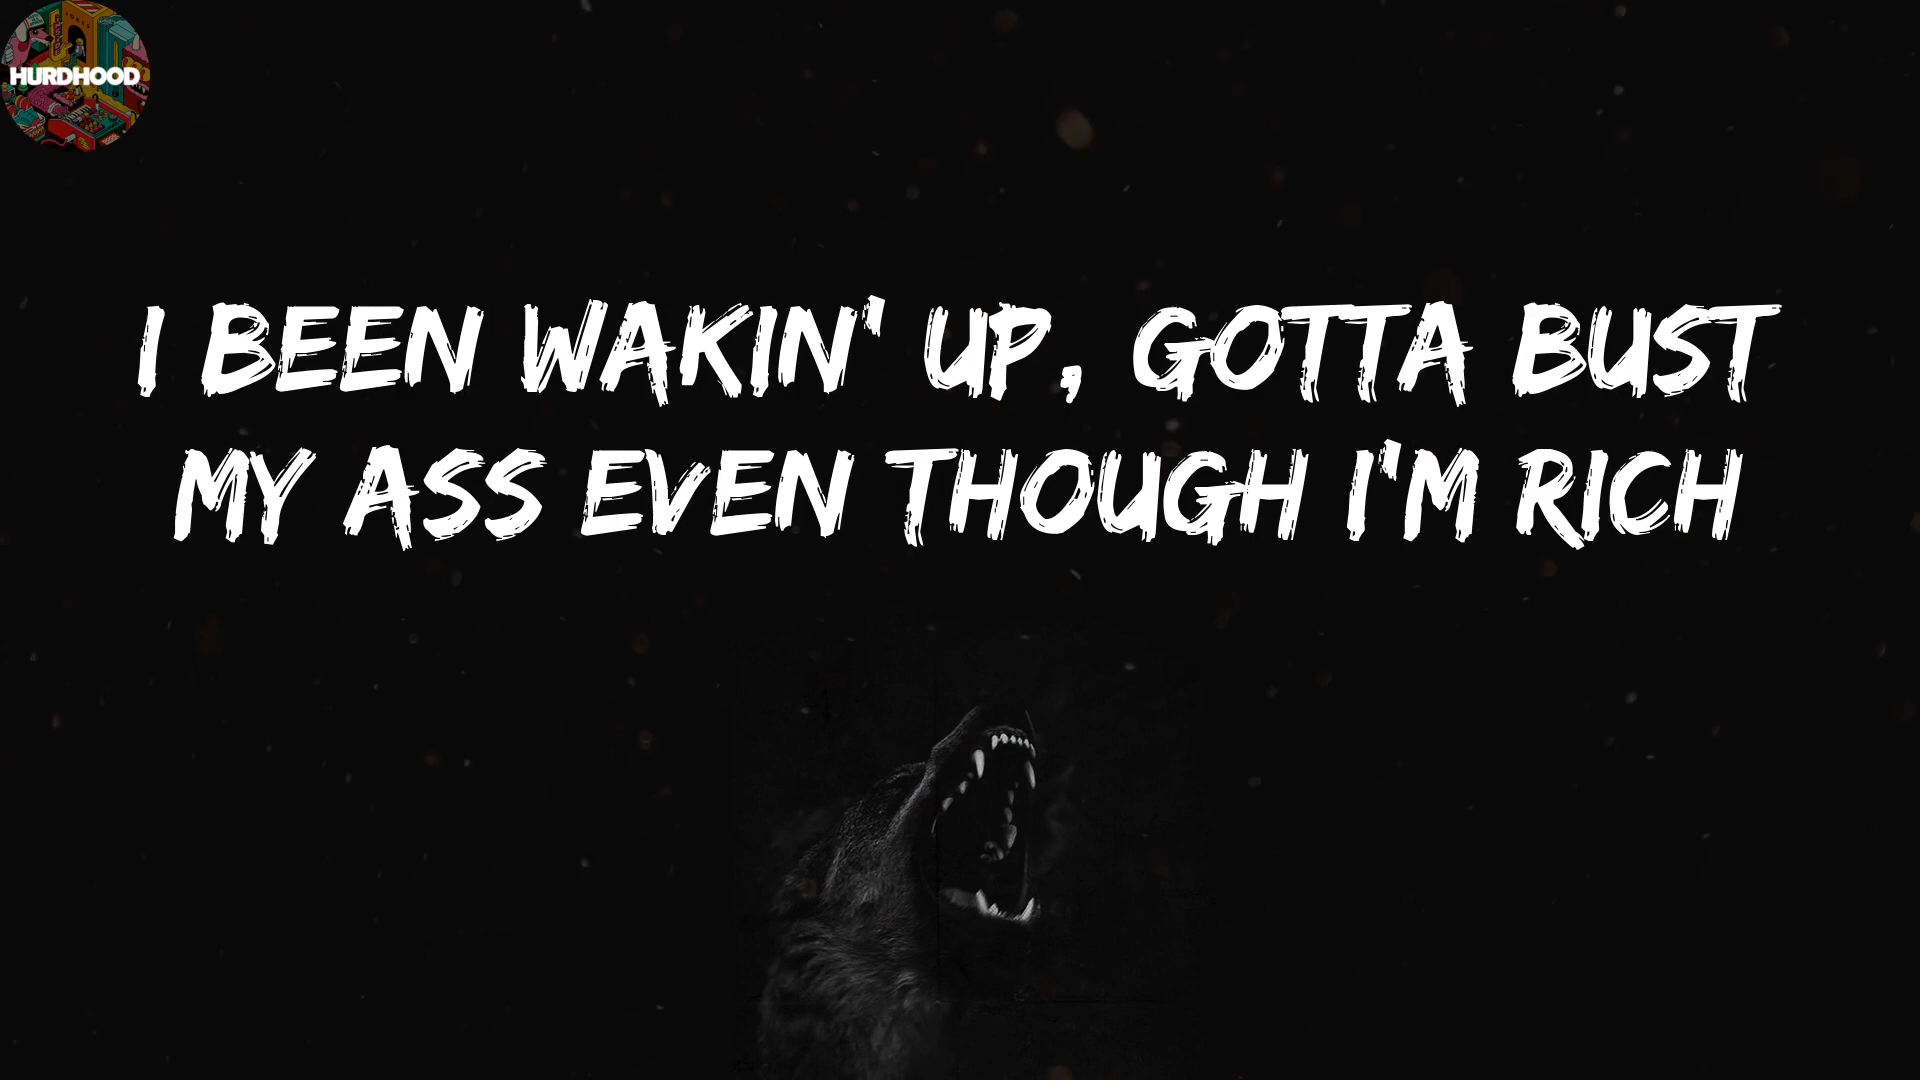 HURDHOOD
I BEEN WAKIN' UP, GOTTA BUST
MY ASS EVEN THOUGH I'M RICH